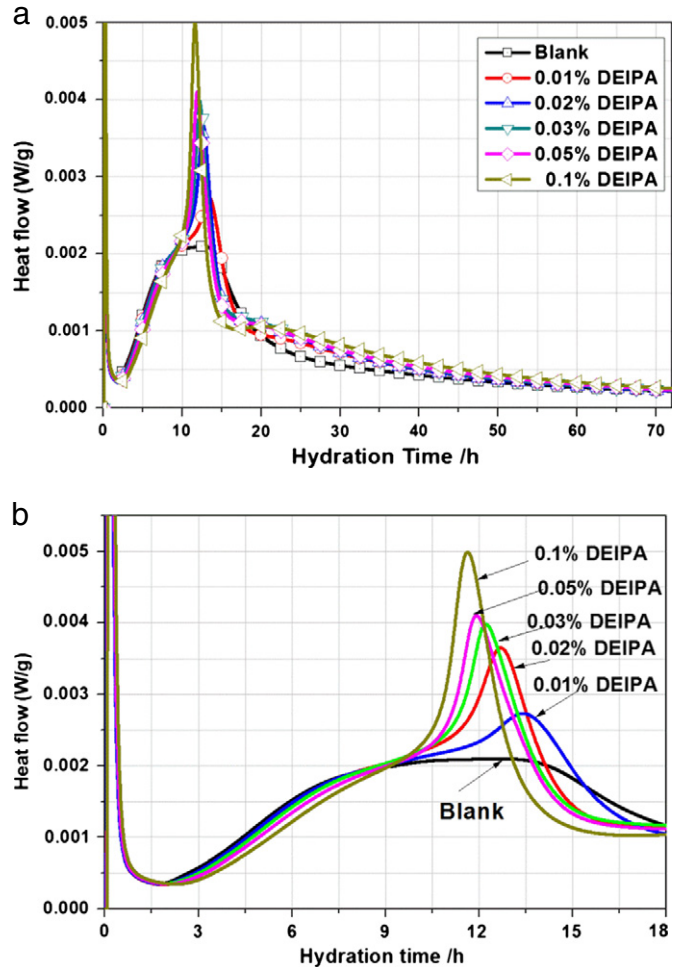 a
0.005
0.004
0.003
0.002
0.001
0.000
Heat flow (W/g)
Blank
0.01% DEIPA
0.02% DEIPA
0.03% DEIPA
0.05% DEIPA
0.1% DEIPA
0 10 20 30 40 50 60 70
Hydration Time /h
b
0.005
0.004
0.003
0.002
0.001
0.000
Heat flow (W/g)
0.1% DEIPA
0.05% DEIPA
0.03% DEIPA
0.02% DEIPA
0.01% DEIPA
Blank
0 3 6 9 12 15 18
Hydration time /h